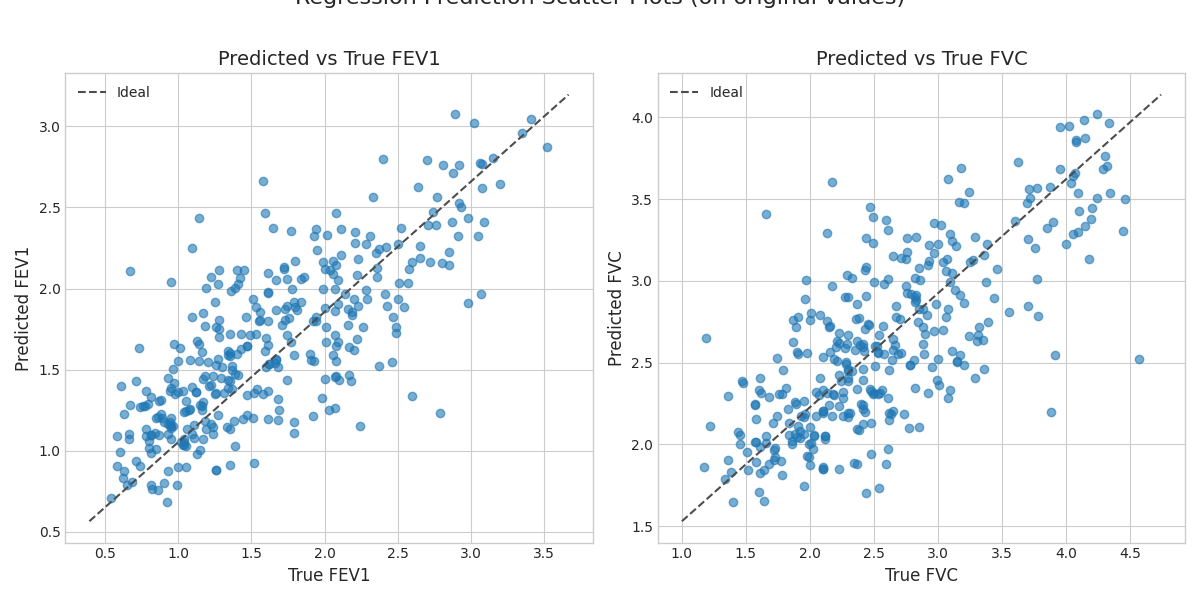 Regression Prediction Scatter Plots (on original values)
Predicted vs True FEV1
Ideal
Predicted FEV1
3.0
2.5
2.0
1.5
1.0
0.5
0.5 1.0 1.5 2.0 2.5 3.0 3.5
True FEV1
Predicted vs True FVC
Ideal
Predicted FVC
4.0
3.5
3.0
2.5
2.0
1.5
1.0 1.5 2.0 2.5 3.0 3.5 4.0 4.5
True FVC